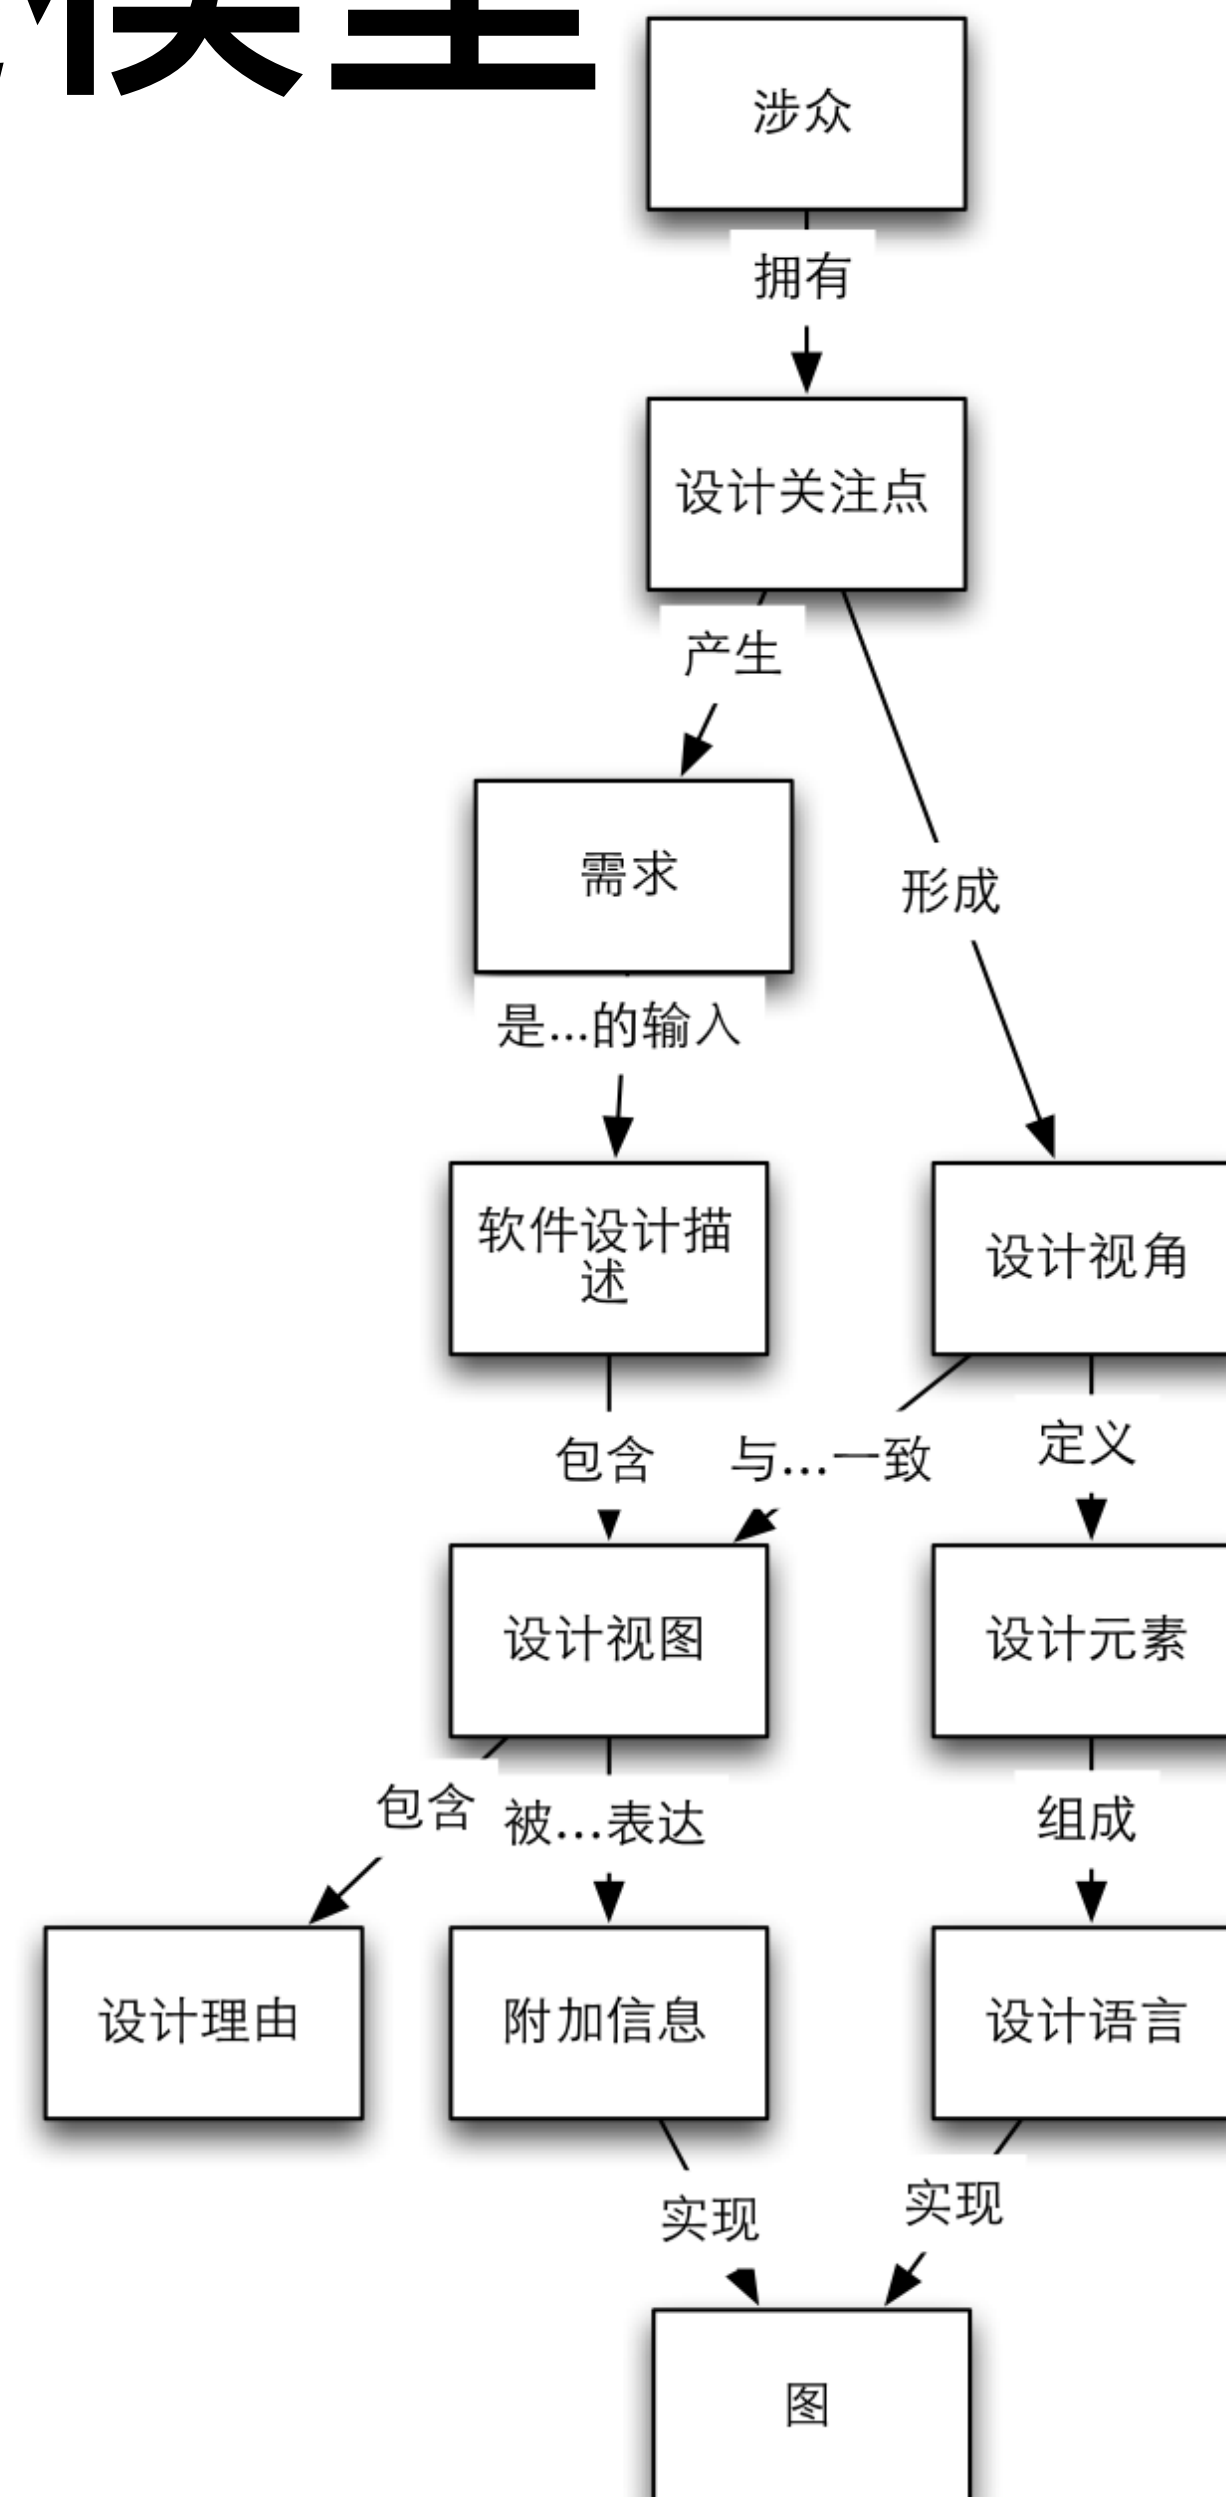 模型
涉众
拥有
设计关注点
产生
需求
形成
是...的输入
软件设计描
述
设计视角
包含
与...一致
定义
设计视图
设计元素
包含
被...表达
组成
设计理由
附加信息
设计语言
实现
实现
图